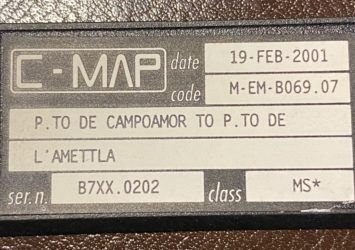 C-MAP date 19-FEB-2001
code M-EM-B069.07
P.TO DE CAMPOAMOR TO P.TO DE
L'AMETTLA
ser.n. B7XX.0202 class MS*